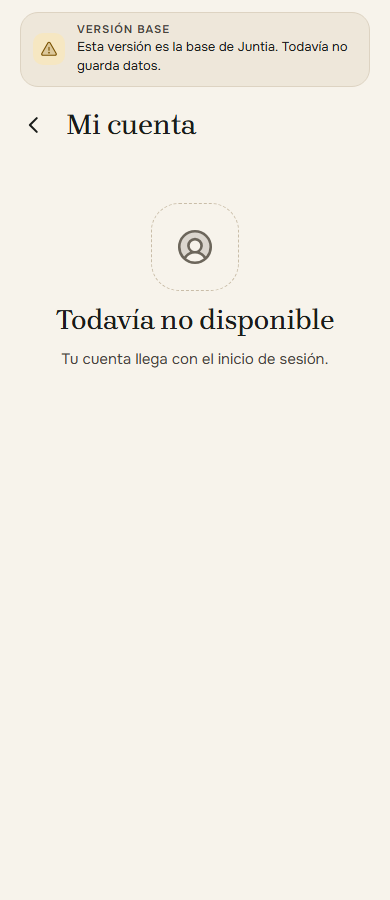 VERSIÓN BASE
Esta versión es la base de Juntia. Todavía no
guarda datos.
Mi cuenta
Todavía no disponible
Tu cuenta llega con el inicio de sesión.